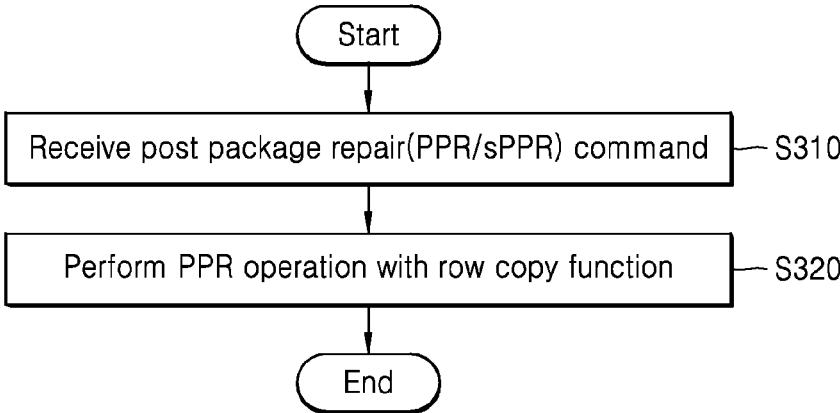 Start
Receive post package repair(PPR/sPPR) command
S310
Perform PPR operation with row copy function
S320
End